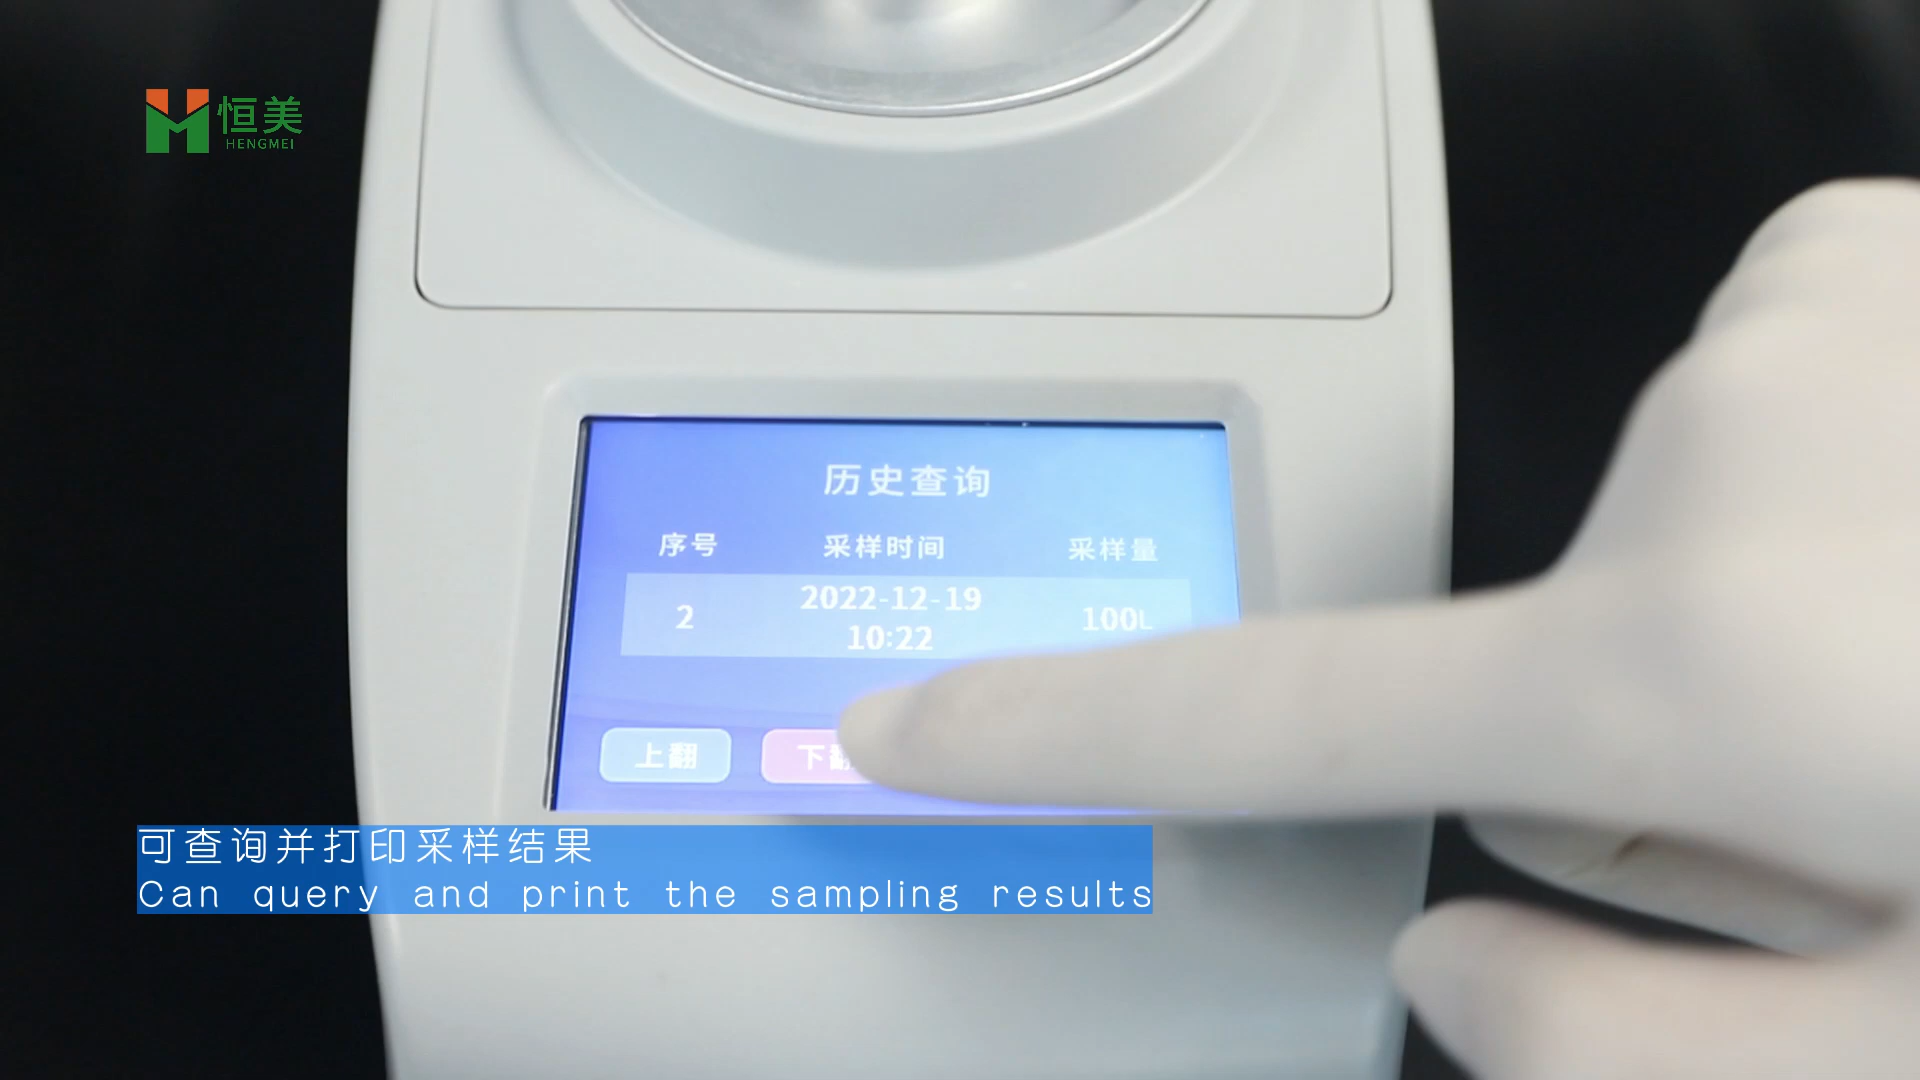 恒美
HENGMEI
历史查询
序号 采样时间 采样量
2 2022-12-19 10:22 100L
上翻 下翻
可查询并打印采样结果
Can query and print the sampling results